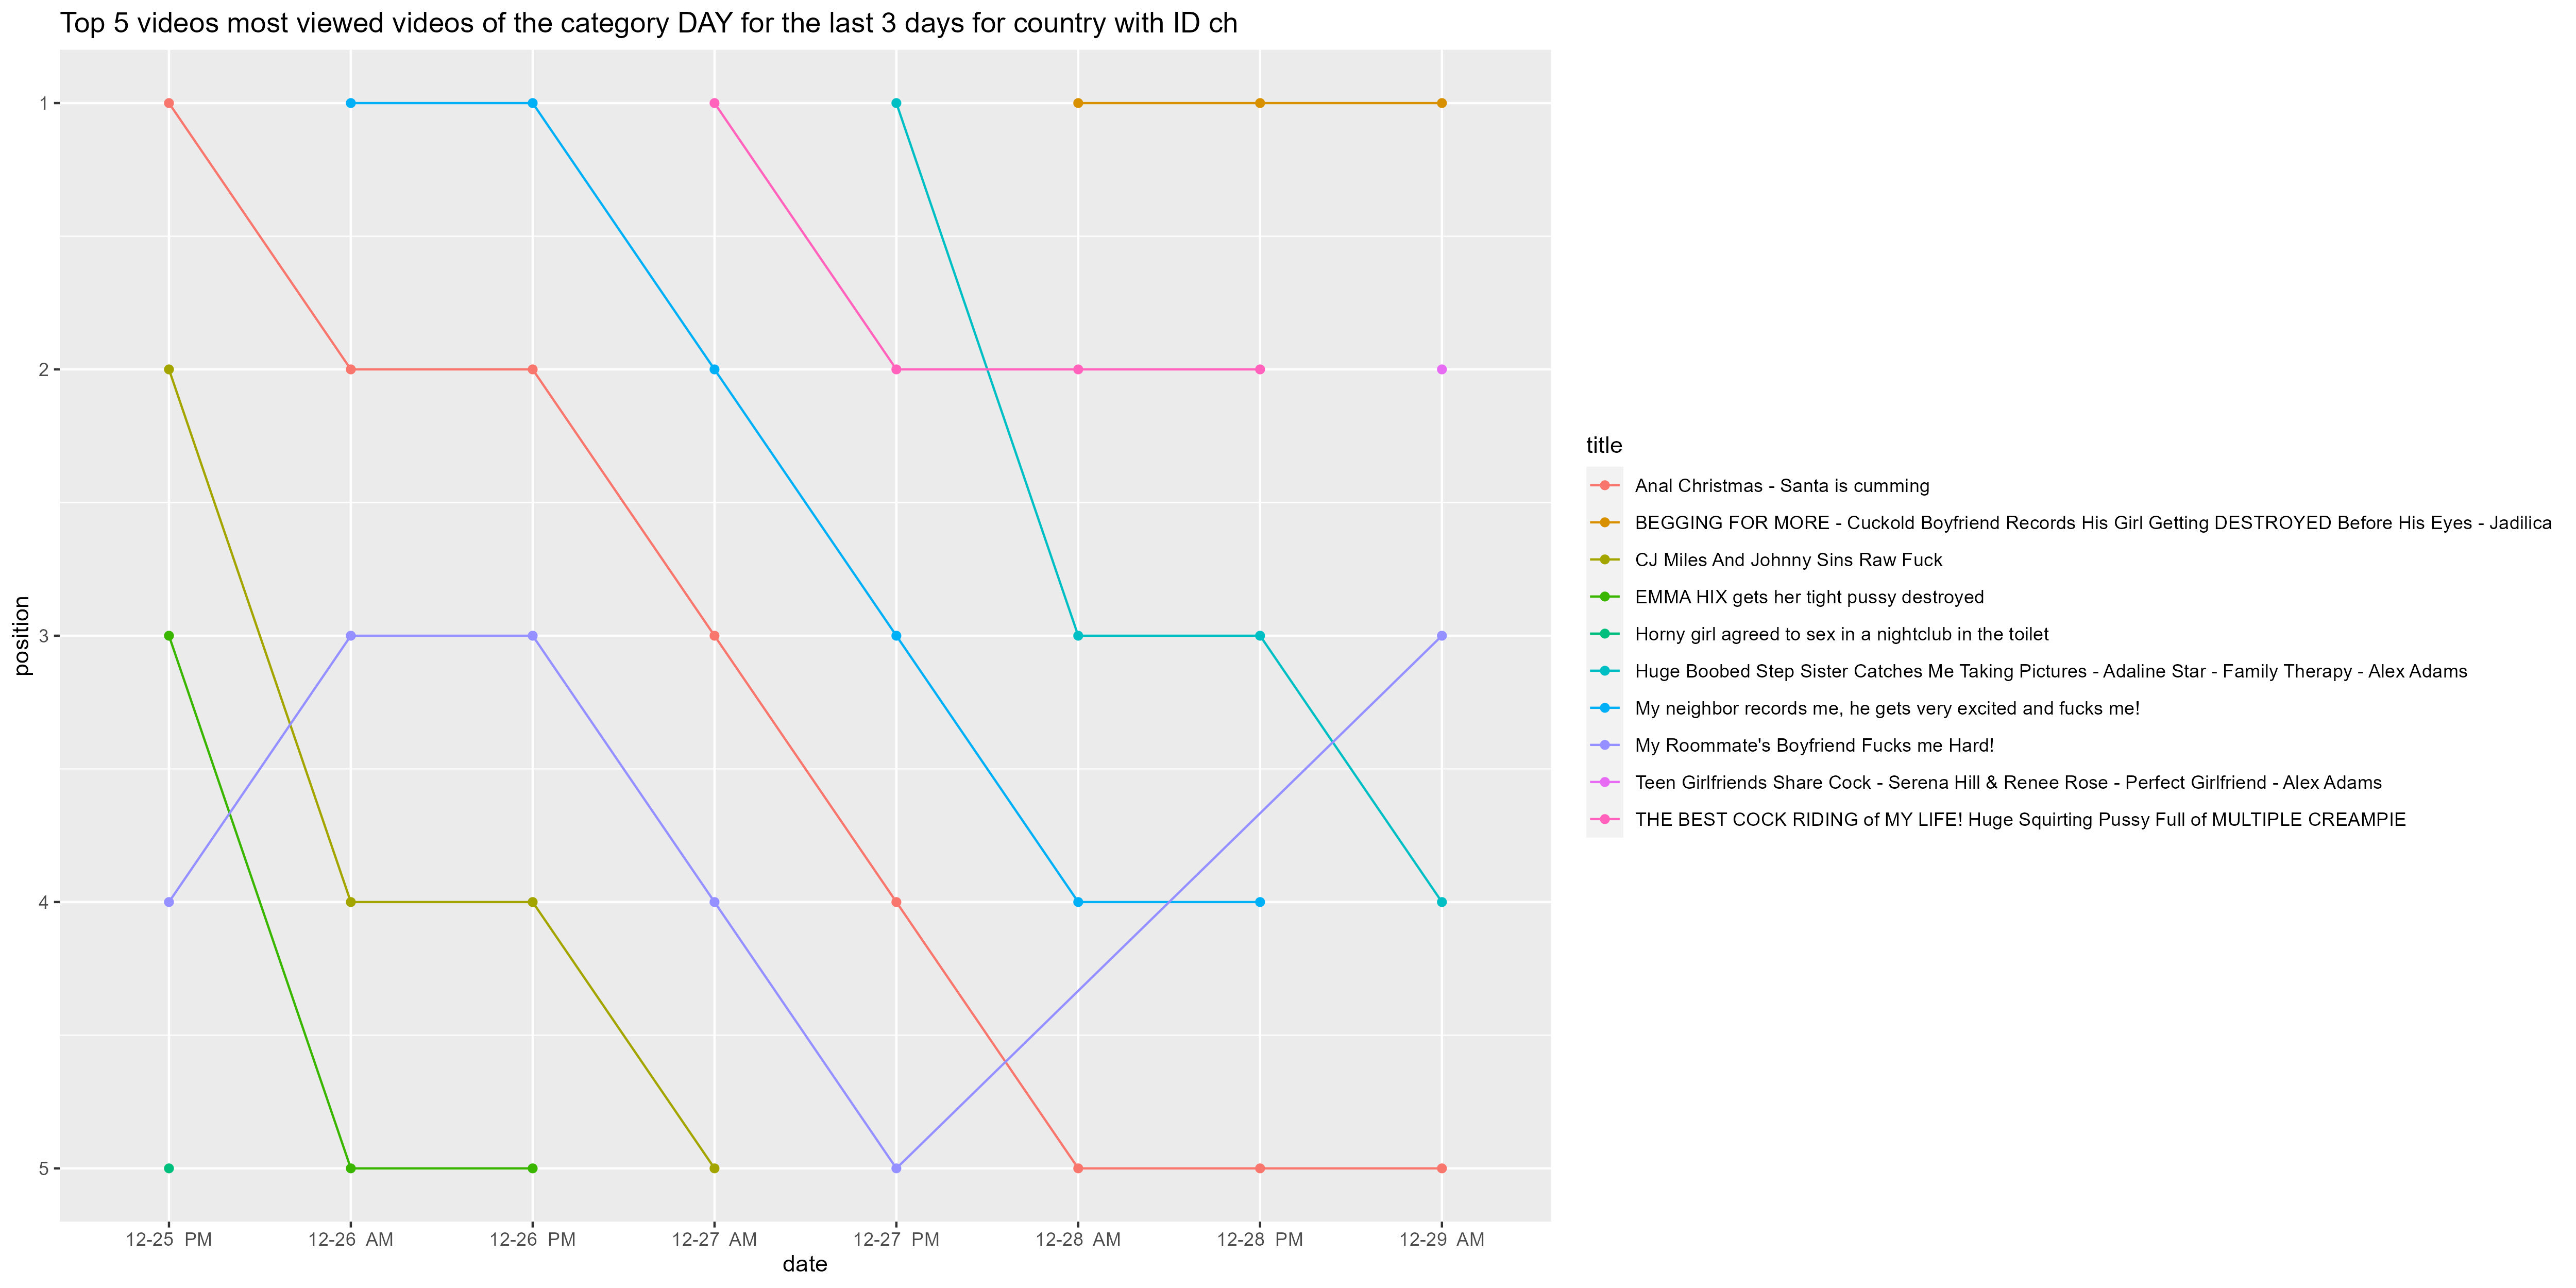 Top 5 videos most viewed videos of the category DAY for the last 3 days for country with ID ch
position
1
2
3
4
5
12-25 PM
12-26 AM
12-26 PM
12-27 AM
12-27 PM
12-28 AM
12-28 PM
12-29 AM
date
title
Anal Christmas - Santa is cumming
BEGGING FOR MORE - Cuckold Boyfriend Records His Girl Getting DESTROYED Before His Eyes - Jadilica
CJ Miles And Johnny Sins Raw Fuck
EMMA HIX gets her tight pussy destroyed
Horny girl agreed to sex in a nightclub in the toilet
Huge Boobed Step Sister Catches Me Taking Pictures - Adaline Star - Family Therapy - Alex Adams
My neighbor records me, he gets very excited and fucks me!
My Roommate's Boyfriend Fucks me Hard!
Teen Girlfriends Share Cock - Serena Hill & Renee Rose - Perfect Girlfriend - Alex Adams
THE BEST COCK RIDING of MY LIFE! Huge Squirting Pussy Full of MULTIPLE CREAMPIE